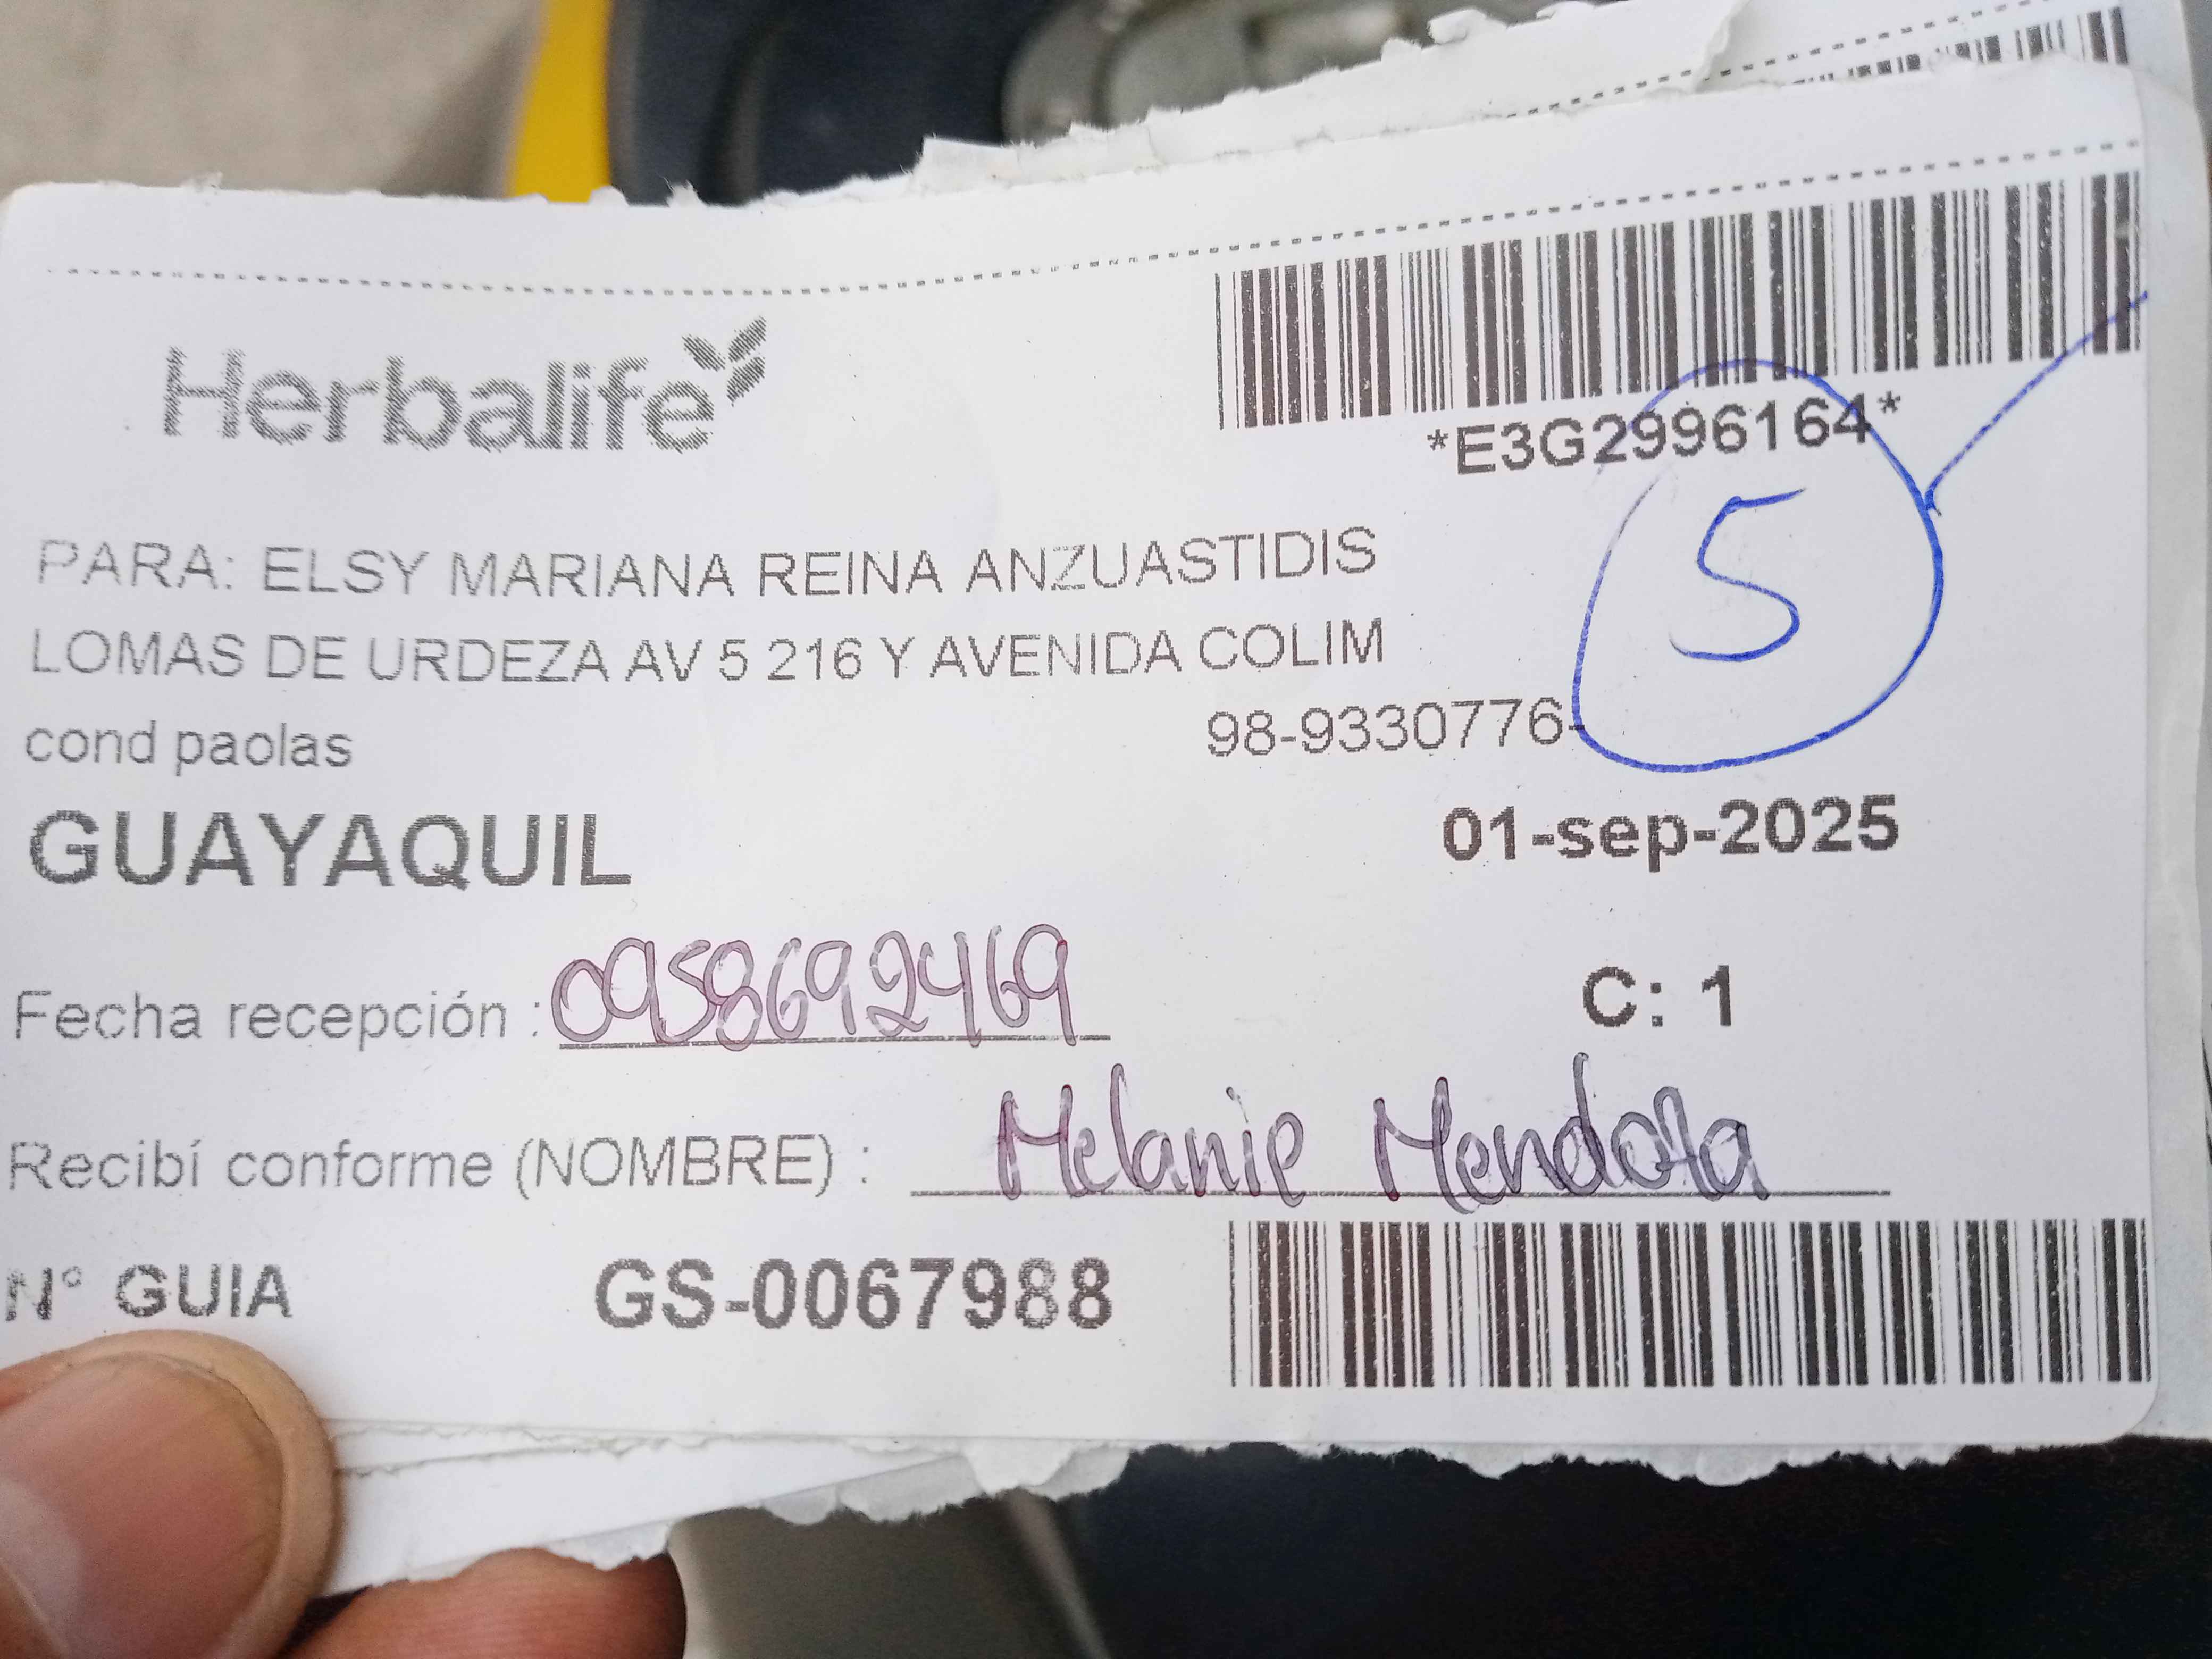 Herbalife
*E3G2996164*
5
PARA: ELSY MARIANA REINA ANZUASTIDIS
LOMAS DE URDEZA AV 5 216 Y AVENIDA COLIM
cond paolas
98-9330776-
GUAYAQUIL
01-sep-2025
Fecha recepción : 0958692469
C: 1
Recibí conforme (NOMBRE) : Melanie Mendoza
N° GUIA GS-0067988